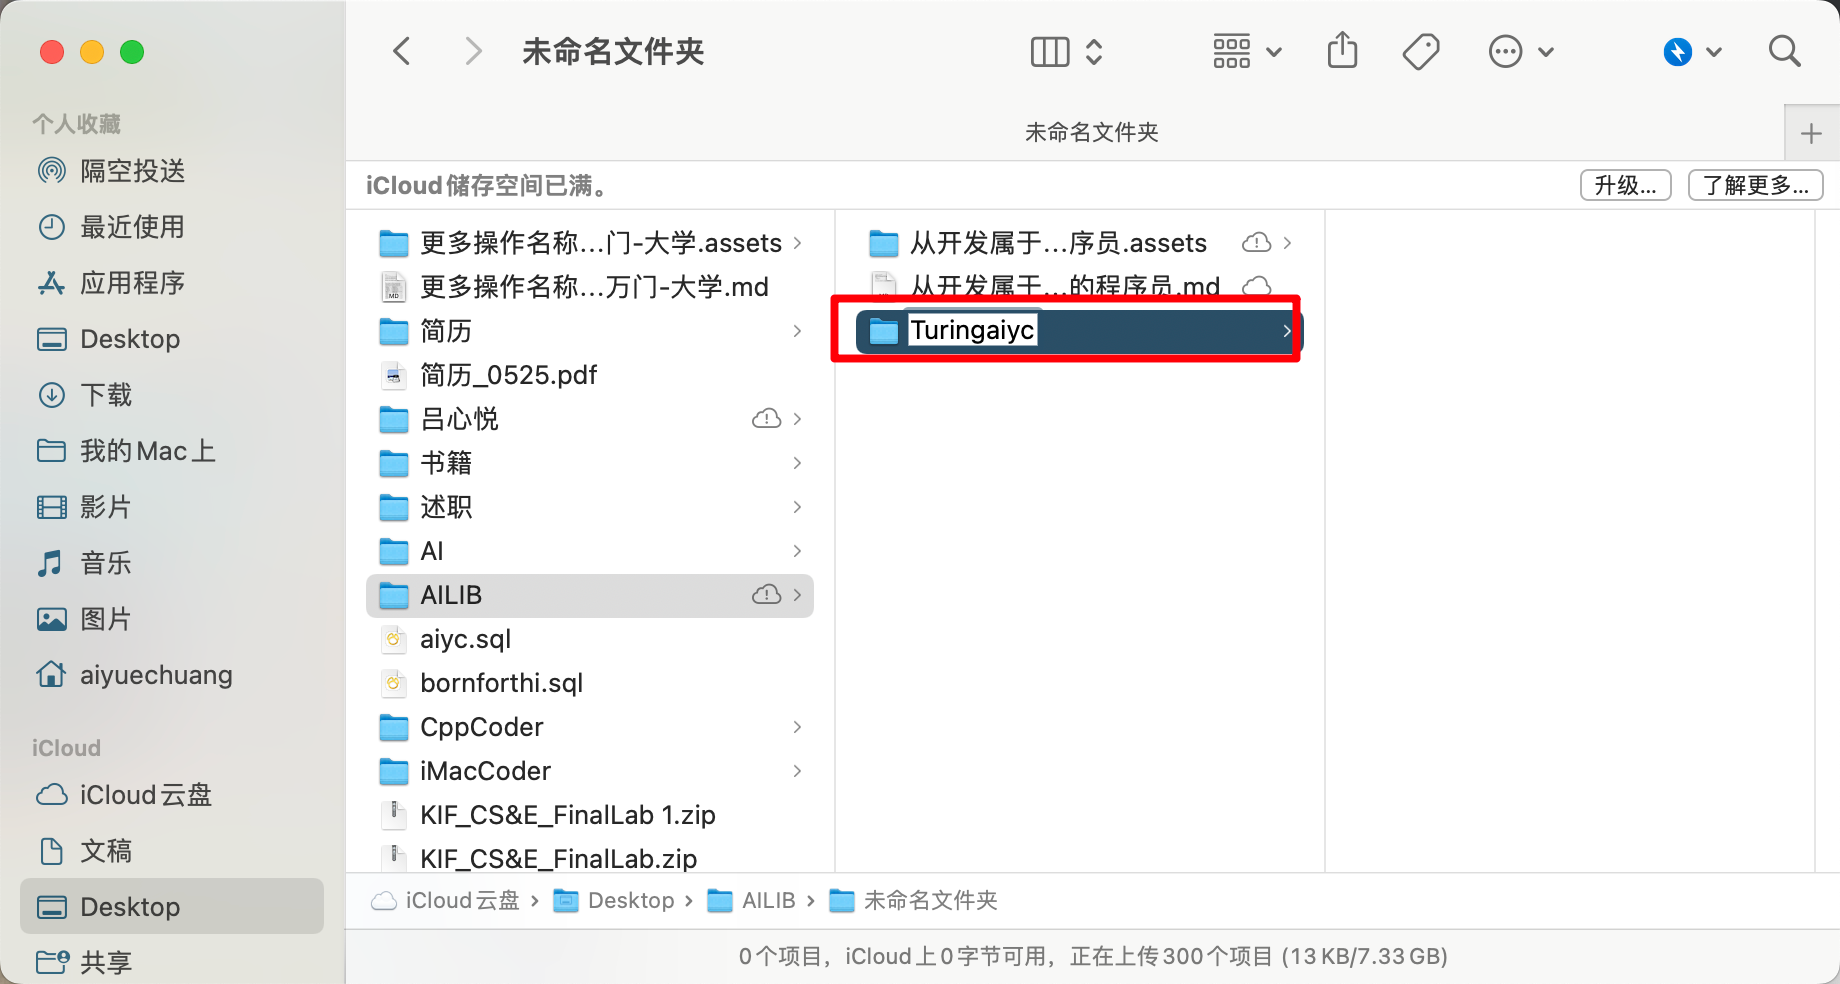 未命名文件夹
未命名文件夹
iCloud储存空间已满。
升级...
了解更多...
个人收藏
隔空投送
最近使用
应用程序
Desktop
下载
我的Mac上
影片
音乐
图片
aiyuechuang
iCloud
iCloud云盘
文稿
Desktop
共享
更多操作名称...门-大学.assets
更多操作名称...万门-大学.md
简历
简历_0525.pdf
吕心悦
书籍
述职
AI
AILIB
aiyc.sql
bornforthi.sql
CppCoder
iMacCoder
KIF_CS&E_FinalLab 1.zip
KIF_CS&E_FinalLab.zip
从开发属于...序员.assets
从开发属于...的程序员.md
Turingaiyc
iCloud云盘 › Desktop › AILIB › 未命名文件夹
0个项目，iCloud上0字节可用，正在上传300个项目 (13 KB/7.33 GB)